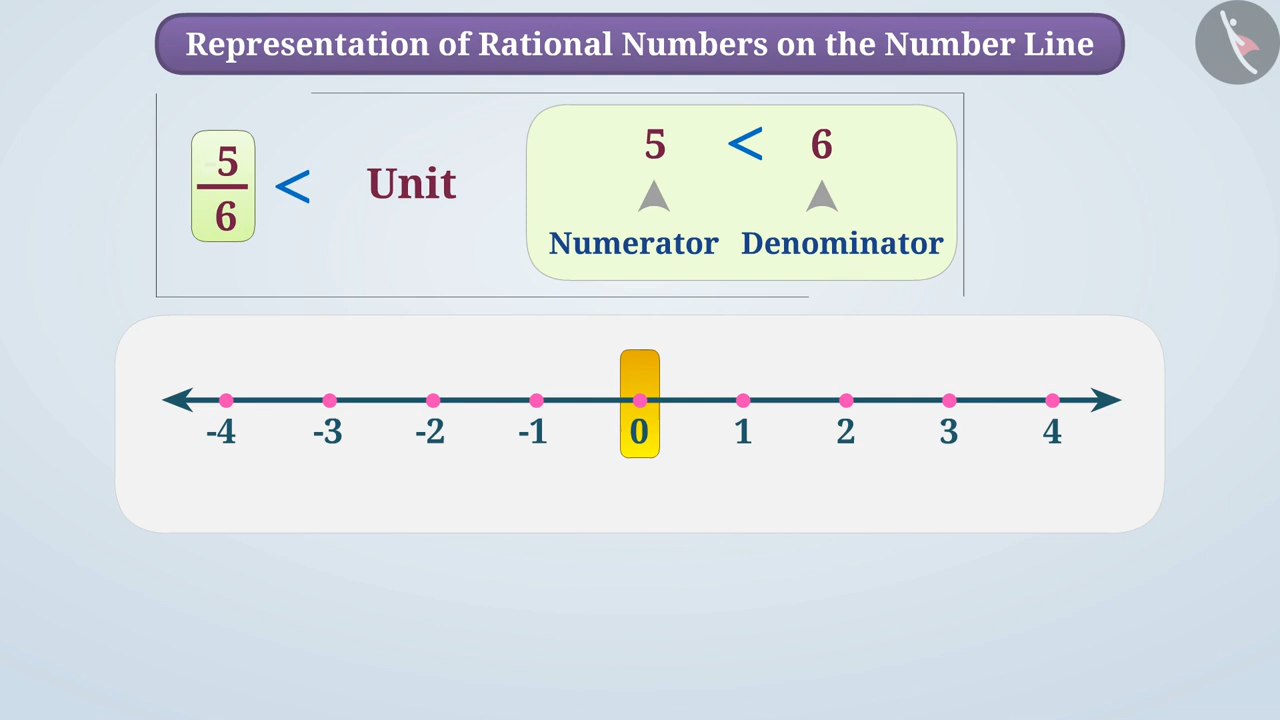 Representation of Rational Numbers on the Number Line
5/6 < Unit
5 < 6
Numerator Denominator
-4 -3 -2 -1 0 1 2 3 4